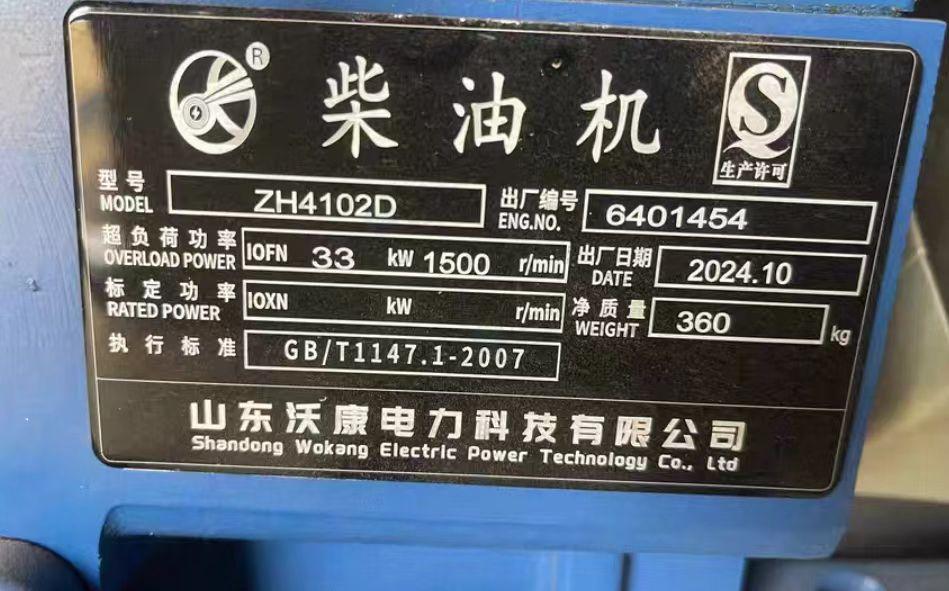 ® 柴油机 S
生产许可
型号 ZH4102D 出厂编号 6401454
MODEL ENG.NO.
超负荷功率 IOFN 33 kW 1500 r/min 出厂日期 2024.10
OVERLOAD POWER DATE
标定功率 IOXN kW r/min 净质量 360 kg
RATED POWER WEIGHT
执行标准 GB/T1147.1-2007
山东沃康电力科技有限公司
Shandong Wokang Electric Power Technology Co., Ltd